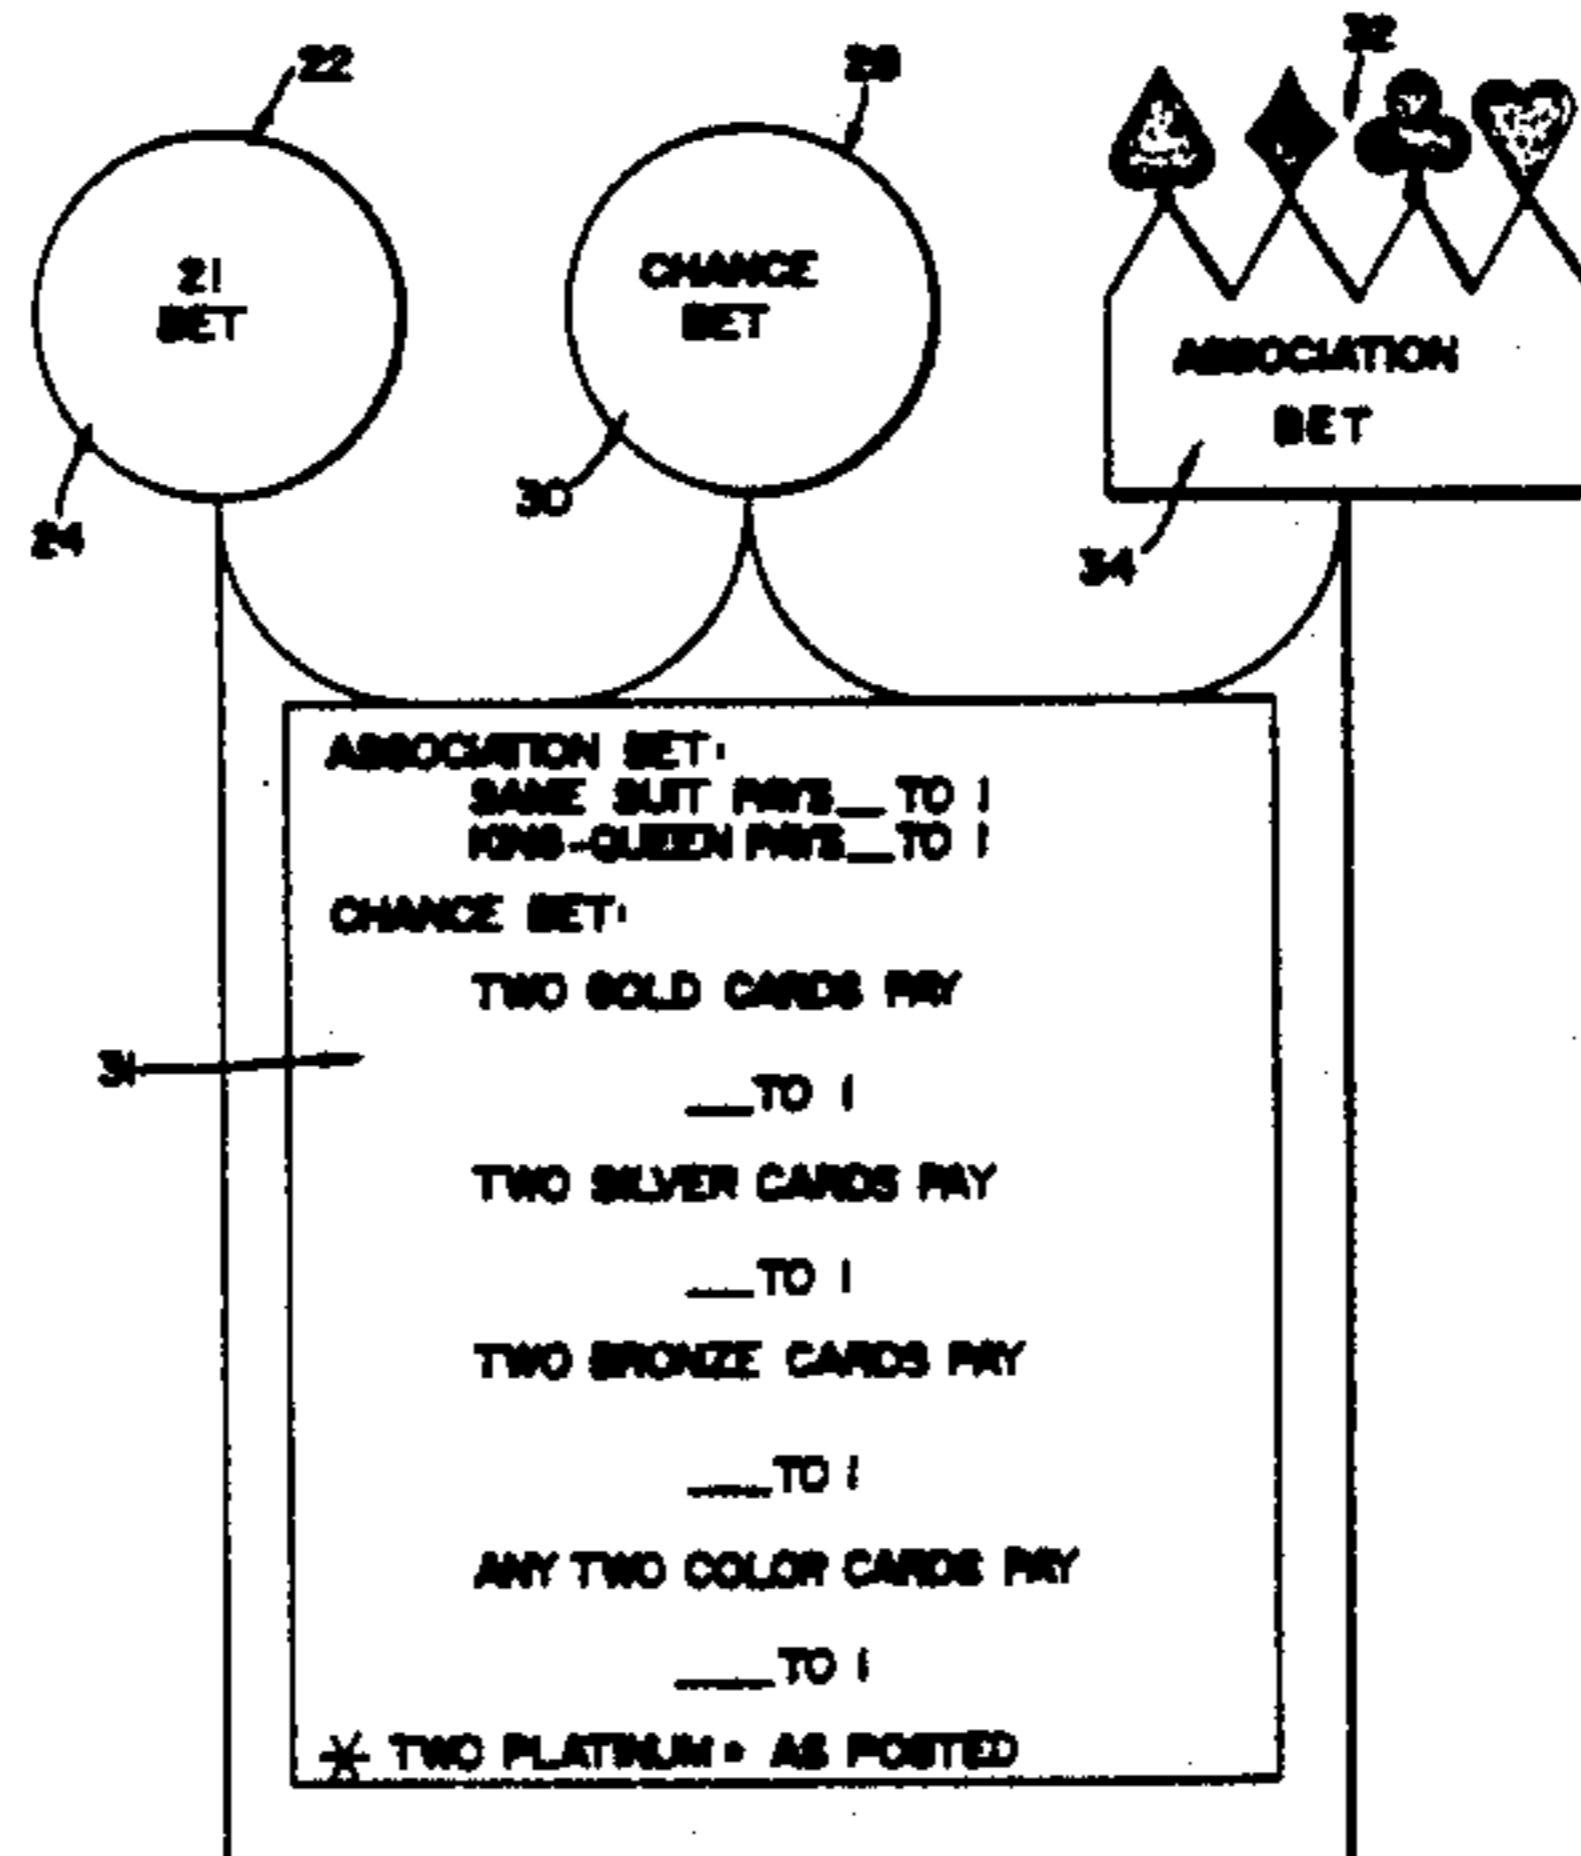 22
28
32
21
BET
CHANCE
BET
ASSOCIATION
BET
24
30
34
ASSOCIATION BET:
SAME SUIT PAYS__TO 1
KING-QUEEN PAYS__TO 1
CHANCE BET:
TWO GOLD CARDS PAY
31
__TO 1
TWO SILVER CARDS PAY
__TO 1
TWO BRONZE CARDS PAY
___TO 1
ANY TWO COLOR CARDS PAY
___TO 1
* TWO PLATINUM = AS POSTED